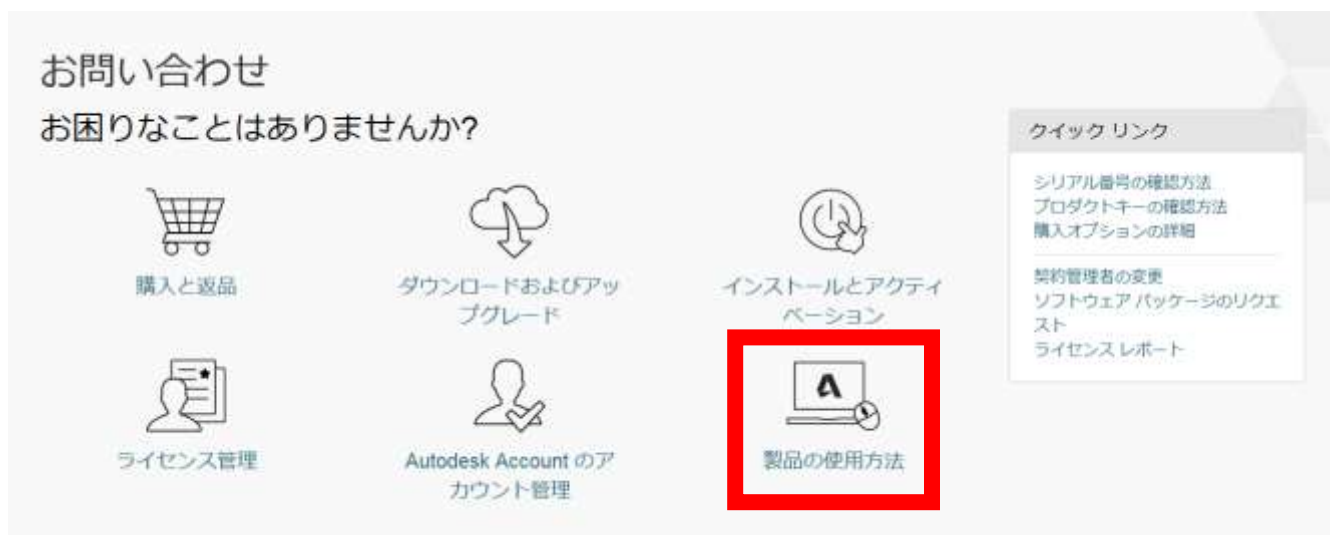 お問い合わせ
お困りなことはありませんか?
購入と返品
ダウンロードおよびアッ
プグレード
インストールとアクティ
ベーション
ライセンス管理
Autodesk Account のア
カウント管理
製品の使用方法
クイック リンク
シリアル番号の確認方法
プロダクトキーの確認方法
購入オプションの詳細
契約管理者の変更
ソフトウェア パッケージのリクエ
スト
ライセンス レポート